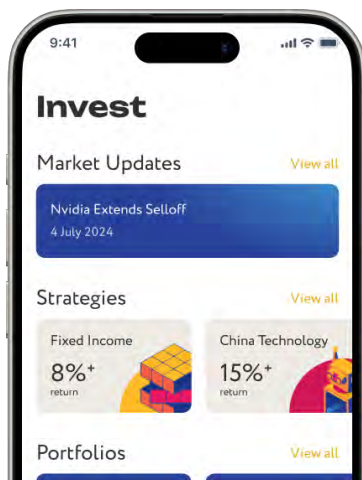 9:41
Invest
Market Updates View all
Nvidia Extends Selloff
4 July 2024
Strategies View all
Fixed Income
8%+
return
China Technology
15%+
return
Portfolios View all